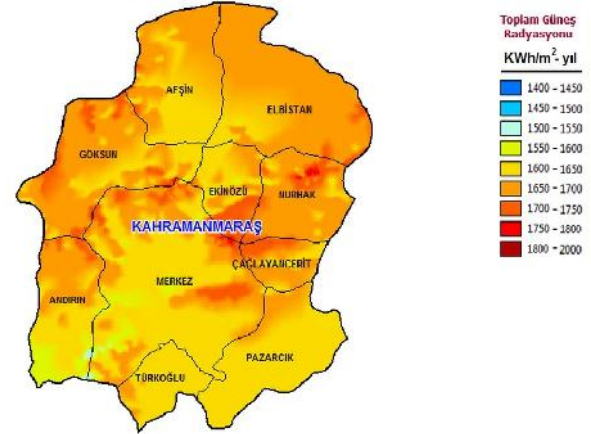 Toplam Güneş
Radyasyonu
KWh/m²- yıl
1400 - 1450
1450 - 1500
1500 - 1550
1550 - 1600
1600 - 1650
1650 - 1700
1700 - 1750
1750 - 1800
1800 - 2000
AFŞİN
ELBİSTAN
GÖKSUN
EKİNÖZÜ
NURHAK
KAHRAMANMARAŞ
ÇAĞLAYANCERİT
MERKEZ
ANDIRIN
PAZARCIK
TÜRKOĞLU